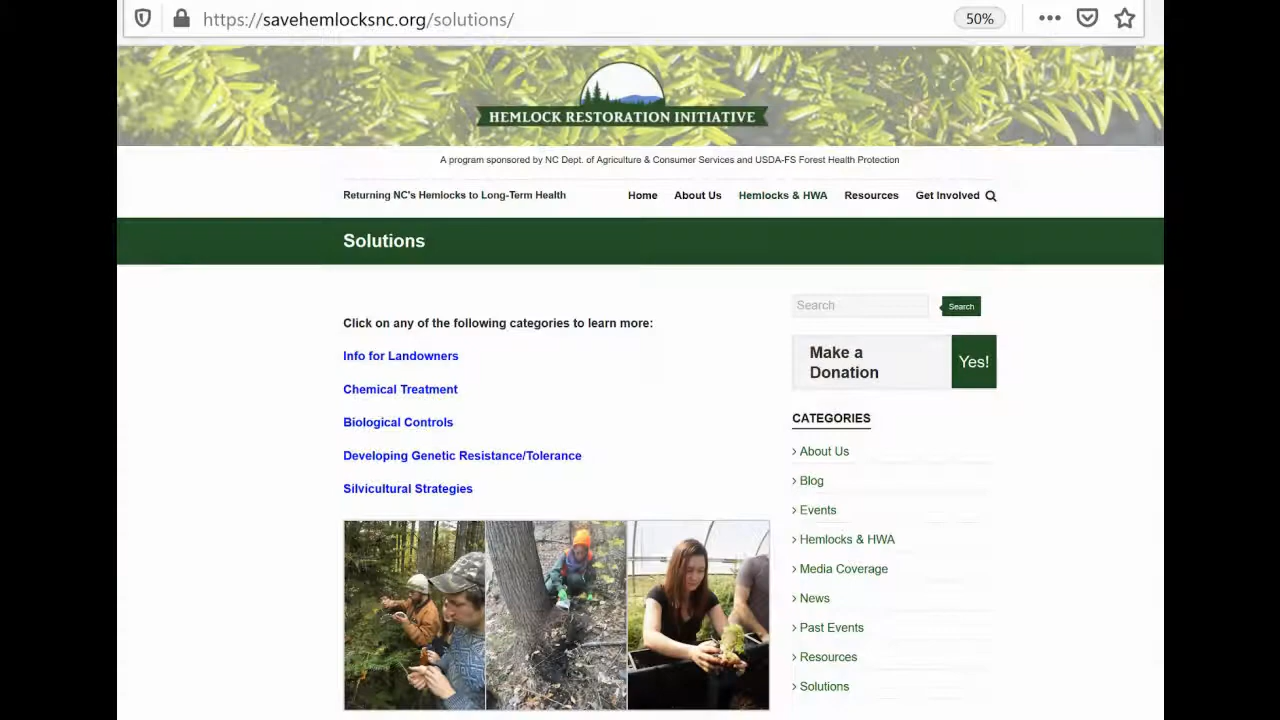 https://savehemlocksnc.org/solutions/
50%
HEMLOCK RESTORATION INITIATIVE
A program sponsored by NC Dept. of Agriculture & Consumer Services and USDA-FS Forest Health Protection
Returning NC's Hemlocks to Long-Term Health
Home About Us Hemlocks & HWA Resources Get Involved
Solutions
Click on any of the following categories to learn more:
Info for Landowners
Chemical Treatment
Biological Controls
Developing Genetic Resistance/Tolerance
Silvicultural Strategies
Search
Search
Make a
Donation
Yes!
CATEGORIES
About Us
Blog
Events
Hemlocks & HWA
Media Coverage
News
Past Events
Resources
Solutions